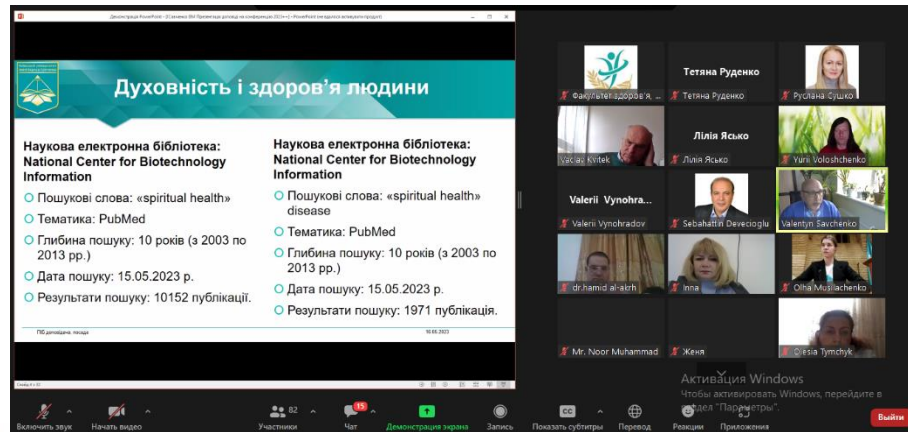 Духовність і здоров'я людини
Наукова електронна бібліотека:
National Center for Biotechnology
Information
Пошукові слова: «spiritual health»
Тематика: PubMed
Глибина пошуку: 10 років (з 2003 по
2013 рр.)
Дата пошуку: 15.05.2023 р.
Результати пошуку: 10152 публікації.
Наукова електронна бібліотека:
National Center for Biotechnology
Information
Пошукові слова: «spiritual health»
disease
Тематика: PubMed
Глибина пошуку: 10 років (з 2003 по
2013 рр.)
Дата пошуку: 15.05.2023 р.
Результати пошуку: 1971 публікація.
ПІБ доповідача, посада
Факультет здоров'я, ...
Тетяна Руденко
Тетяна Руденко
Руслана Сушко
Vaclav Kvitek
Лілія Ясько
Лілія Ясько
Yurii Voloshchenko
Valerii Vynohra...
Valerii Vynohradov
Sebahattin Devecioglu
Valentyn Savchenko
dr.hamid al-akrh
Inna
Olha Musilachenko
Mr. Noor Muhammad
Женя
Olesia Tymchyk
Активация Windows
Чтобы активировать Windows, перейдите в
раздел "Параметры".
Включить звук
Начать видео
82
Участники
15
Чат
Демонстрация экрана
Запись
CC
Показать субтитры
Перевод
Реакции
Приложения
Выйти